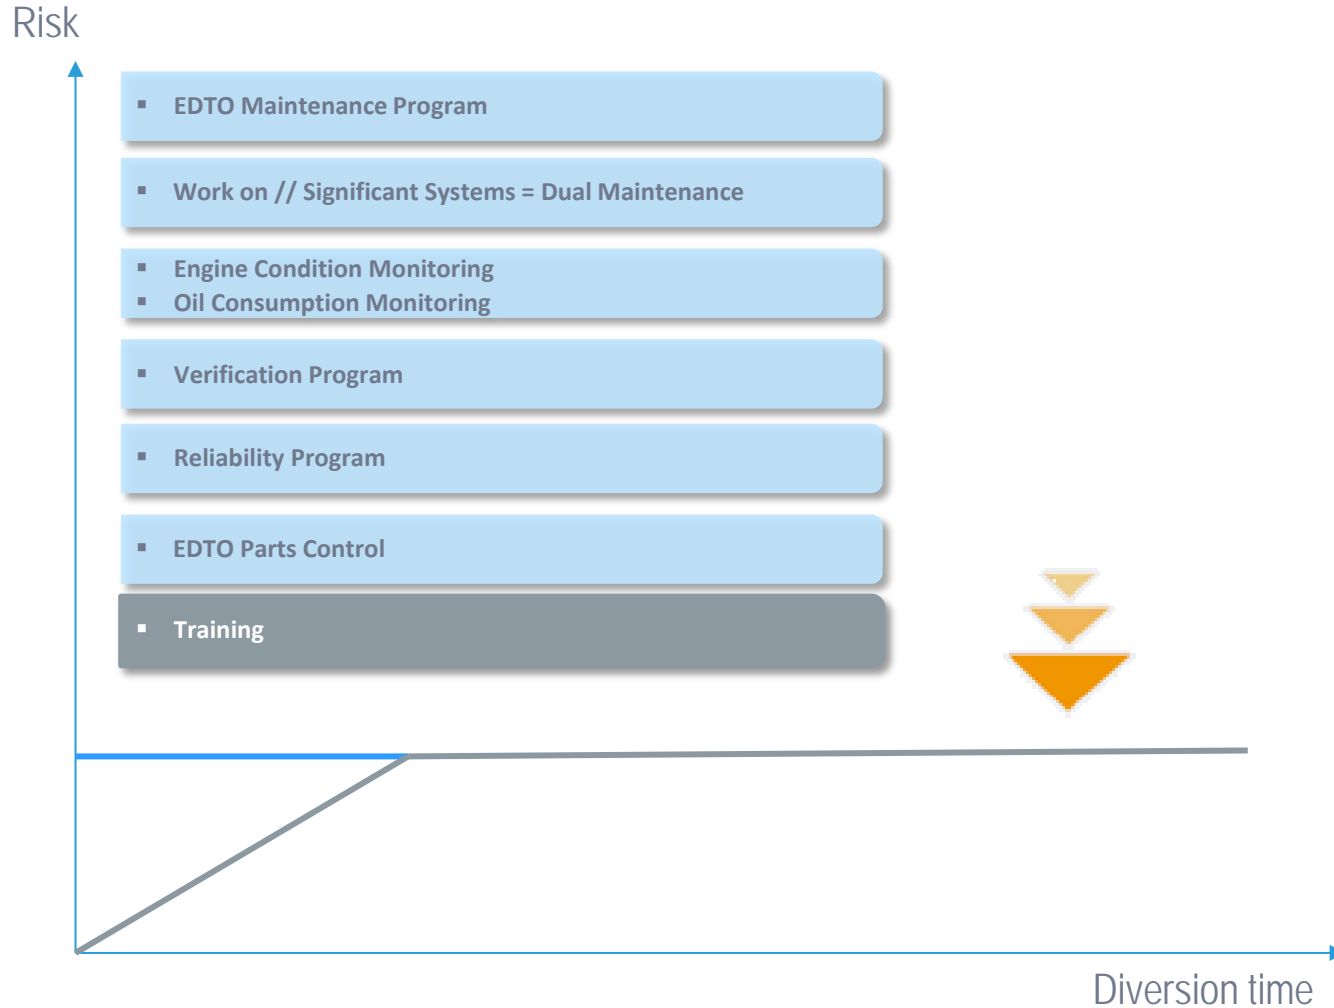 Risk
▪ EDTO Maintenance Program
▪ Work on // Significant Systems = Dual Maintenance
▪ Engine Condition Monitoring
▪ Oil Consumption Monitoring
▪ Verification Program
▪ Reliability Program
▪ EDTO Parts Control
▪ Training
Diversion time